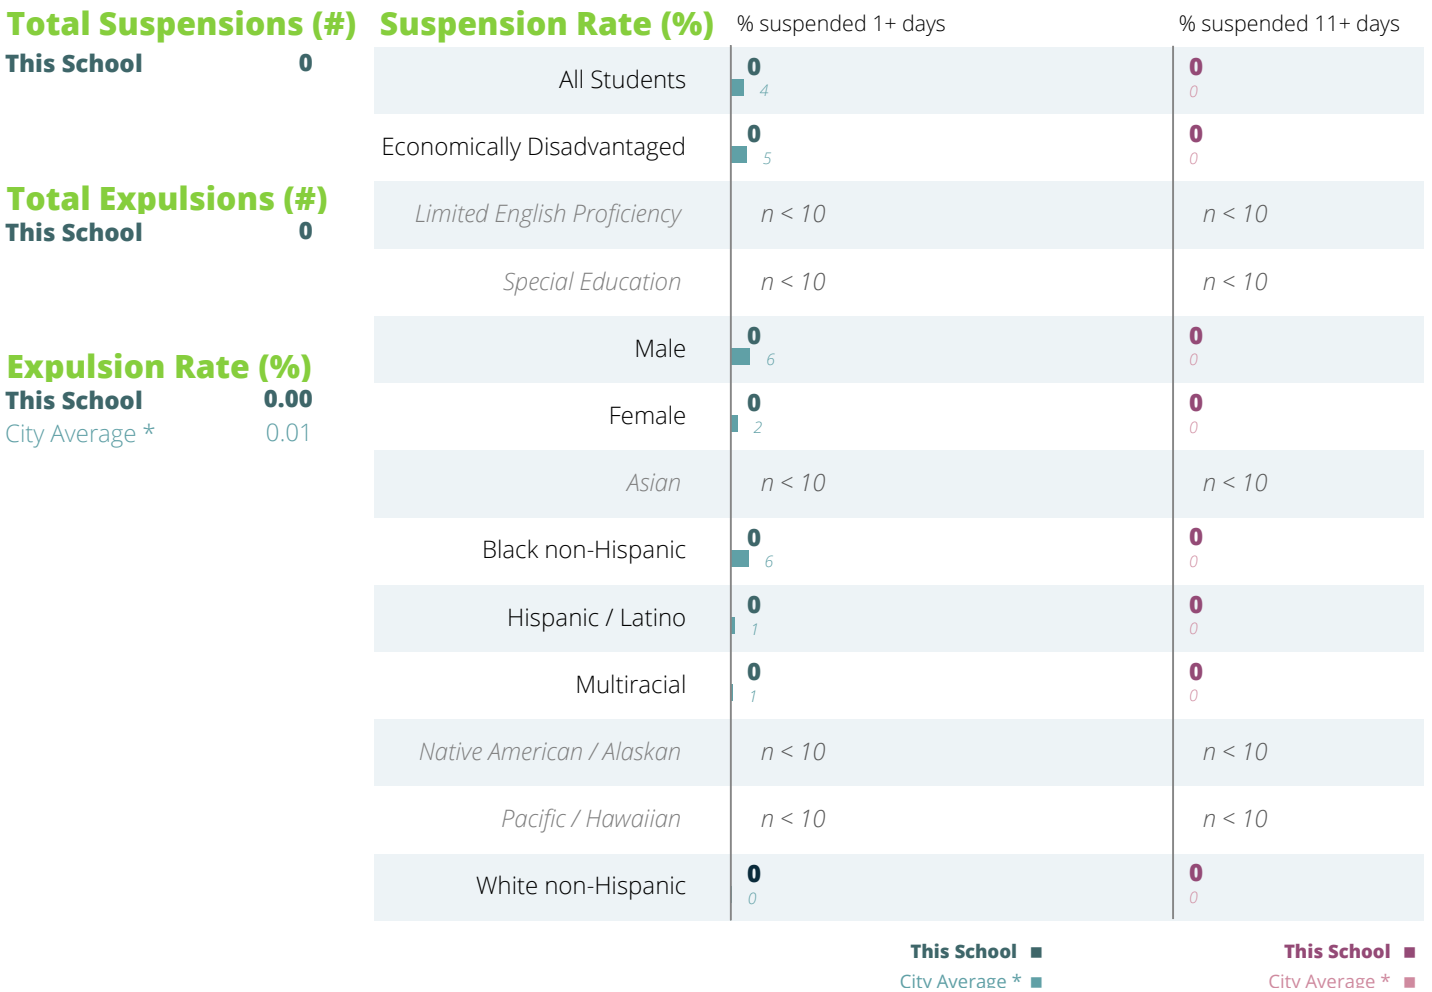 Total Suspensions (#)
This School 0
Total Expulsions (#)
This School 0
Expulsion Rate (%)
This School 0.00
City Average * 0.01
Suspension Rate (%) % suspended 1+ days % suspended 11+ days
All Students 0 0
4 0
Economically Disadvantaged 0 0
5 0
Limited English Proficiency n < 10 n < 10
Special Education n < 10 n < 10
Male 0 0
6 0
Female 0 0
2 0
Asian n < 10 n < 10
Black non-Hispanic 0 0
6 0
Hispanic / Latino 0 0
1 0
Multiracial 0 0
1 0
Native American / Alaskan n < 10 n < 10
Pacific / Hawaiian n < 10 n < 10
White non-Hispanic 0 0
0 0
This School This School
City Average * City Average *